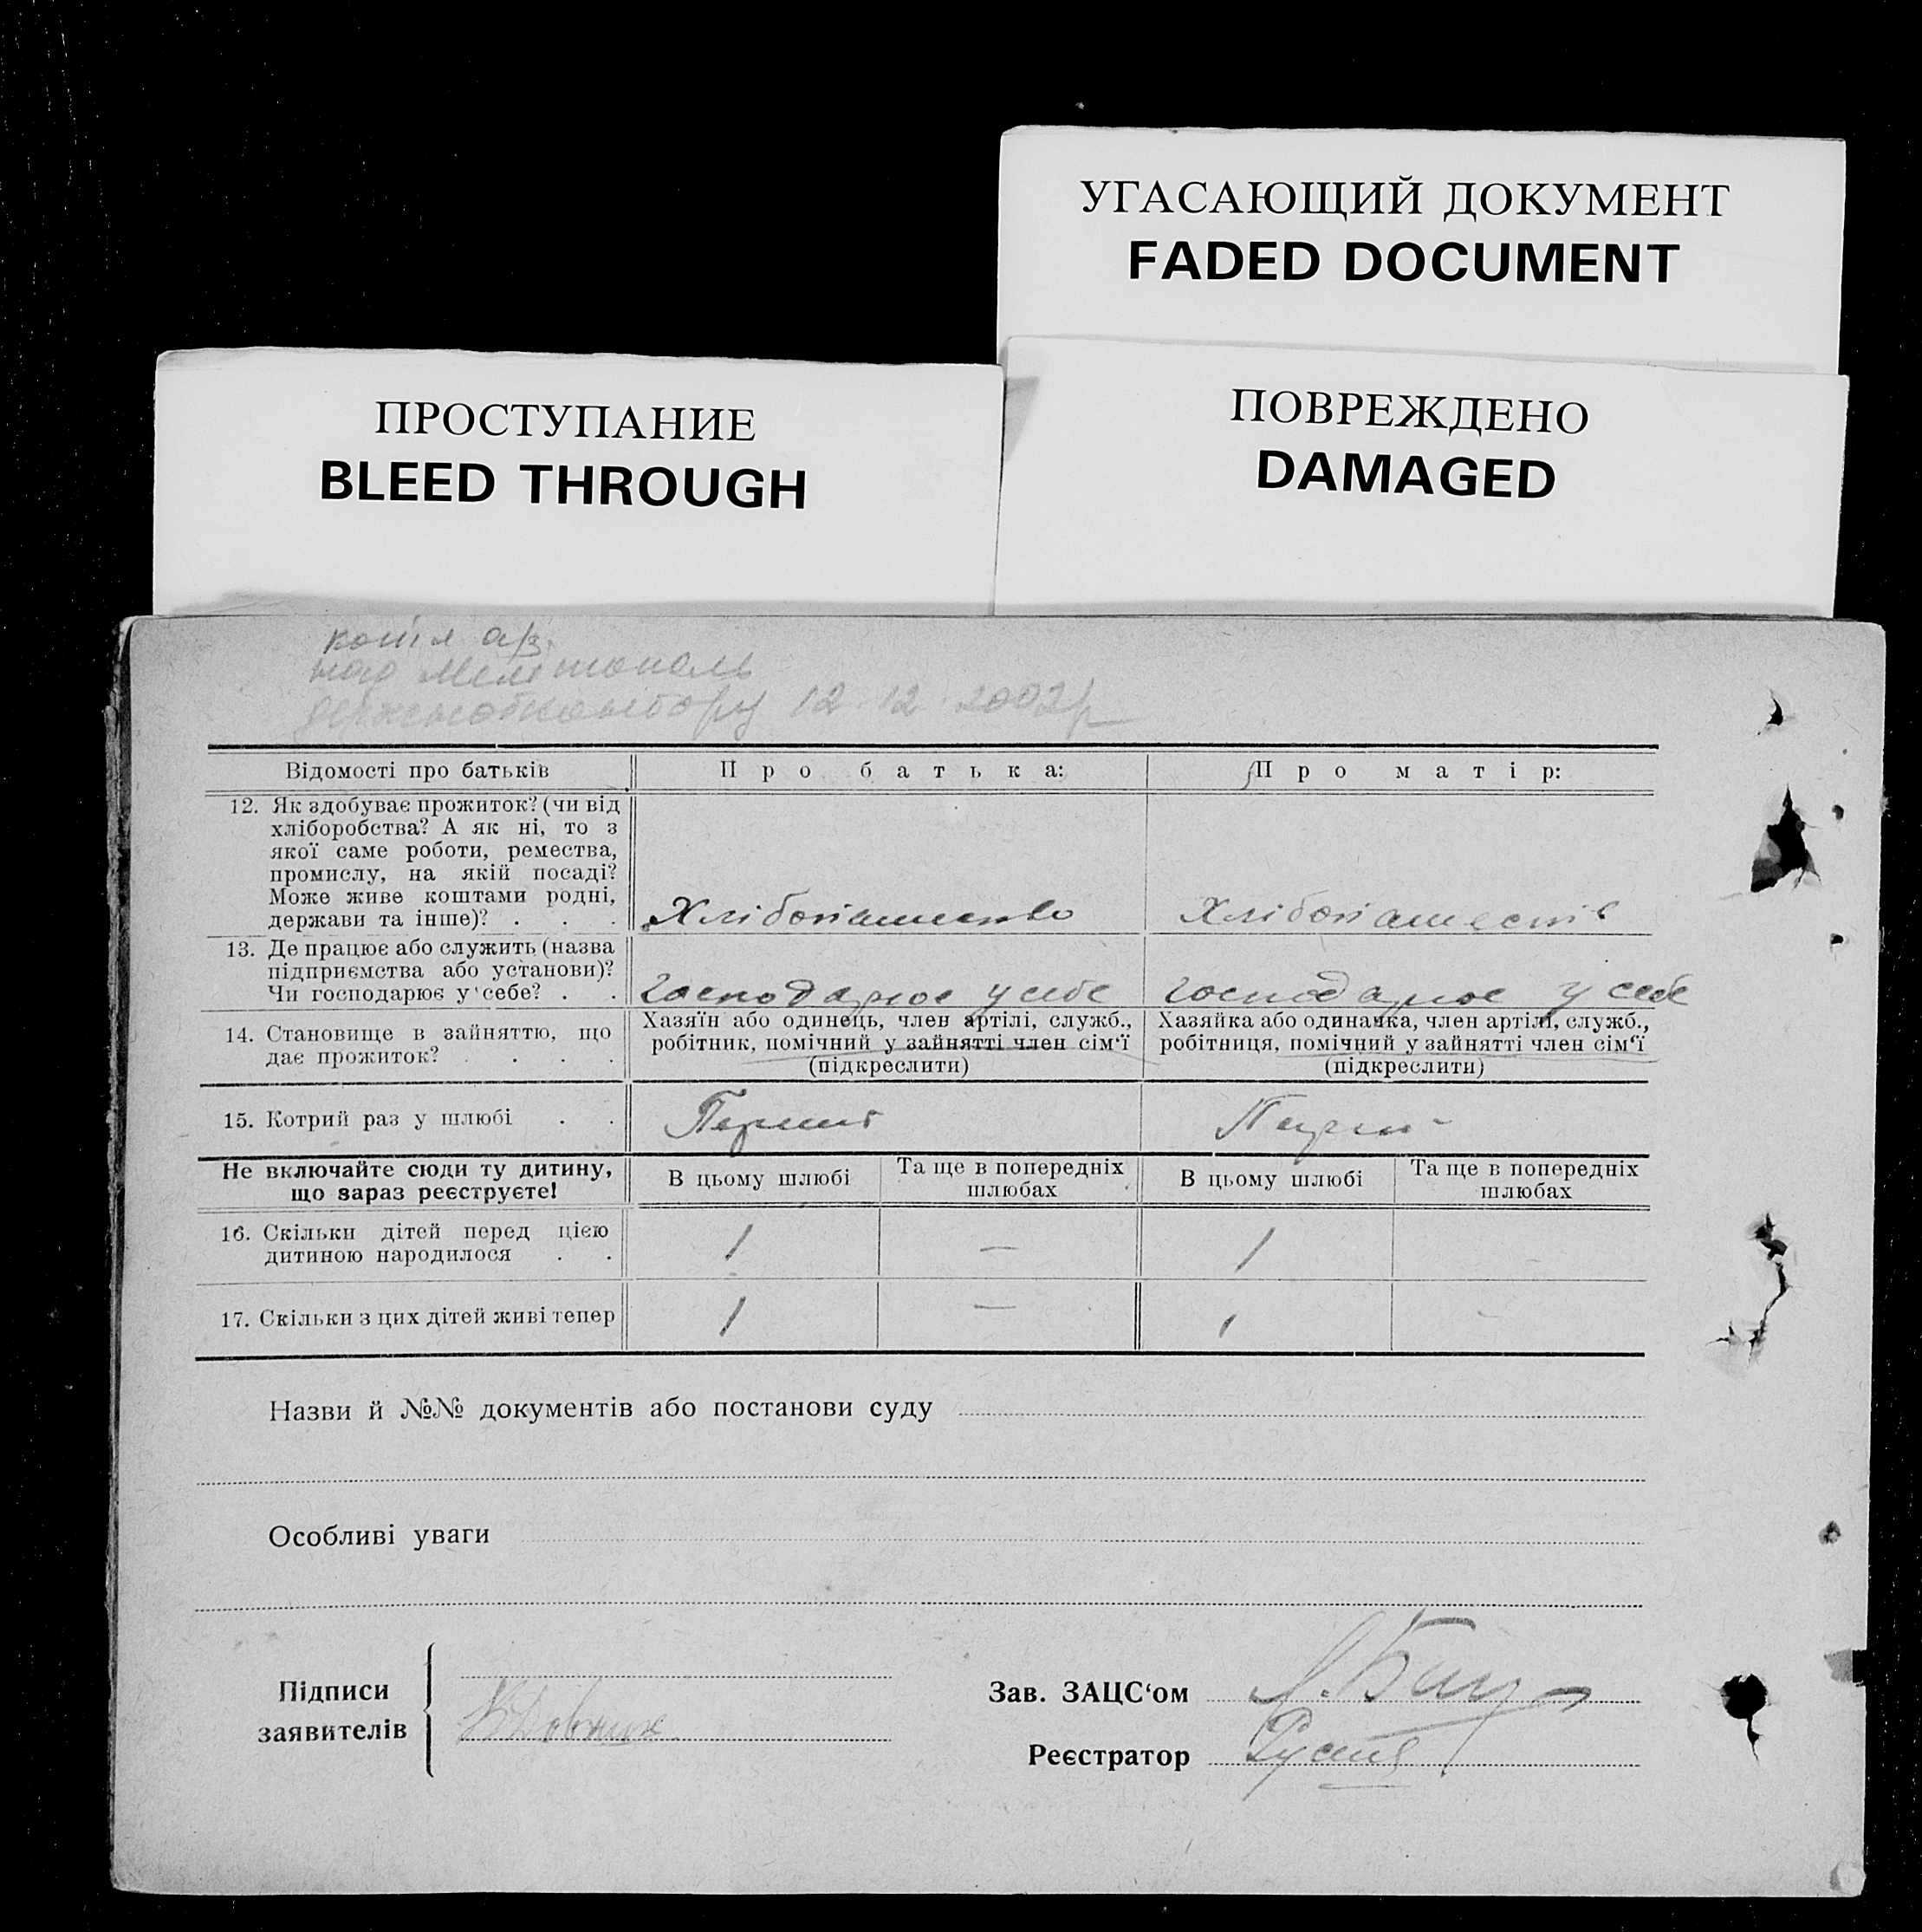 УГАСАЮЩИЙ ДОКУМЕНТ
FADED DOCUMENT
ПРОСТУПАНИЕ
BLEED THROUGH
ПОВРЕЖДЕНО
DAMAGED
копія а/з
12.12.2002р
Відомості про батьків
Про батька:
Про матір:
12. Як здобуває прожиток? (чи від
хліборобства? А як ні, то з
якої саме роботи, ремества,
промислу, на якій посаді?
Може живе коштами родні,
держави та інше)? . . .
Хлібопашество
Хлібопашеств
13. Де працює або служить (назва
підприємства або установи)?
Чи господарює у себе? . .
господарює у себе
господарює у себе
14. Становище в зайняттю, що
дає прожиток? . . . .
Хазяїн або одинець, член артілі, служб.,
робітник, помічний у зайнятті член сім‘ї
(підкреслити)
Хазяйка або одиначка, член артілі, служб.,
робітниця, помічний у зайнятті член сім‘ї
(підкреслити)
15. Котрий раз у шлюбі . .
Перший
Перши
Не включайте сюди ту дитину,
що зараз реєструєте!
В цьому шлюбі
Та ще в попередніх
шлюбах
В цьому шлюбі
Та ще в попередніх
шлюбах
16. Скільки дітей перед цією
дитиною народилося . .
1
—
1
-
17. Скільки з цих дітей живі тепер
1
—
1
-
Назви й №№ документів або постанови суду
Особливі уваги
Підписи
заявителів
Зав. ЗАЦС‘ом
Реєстратор